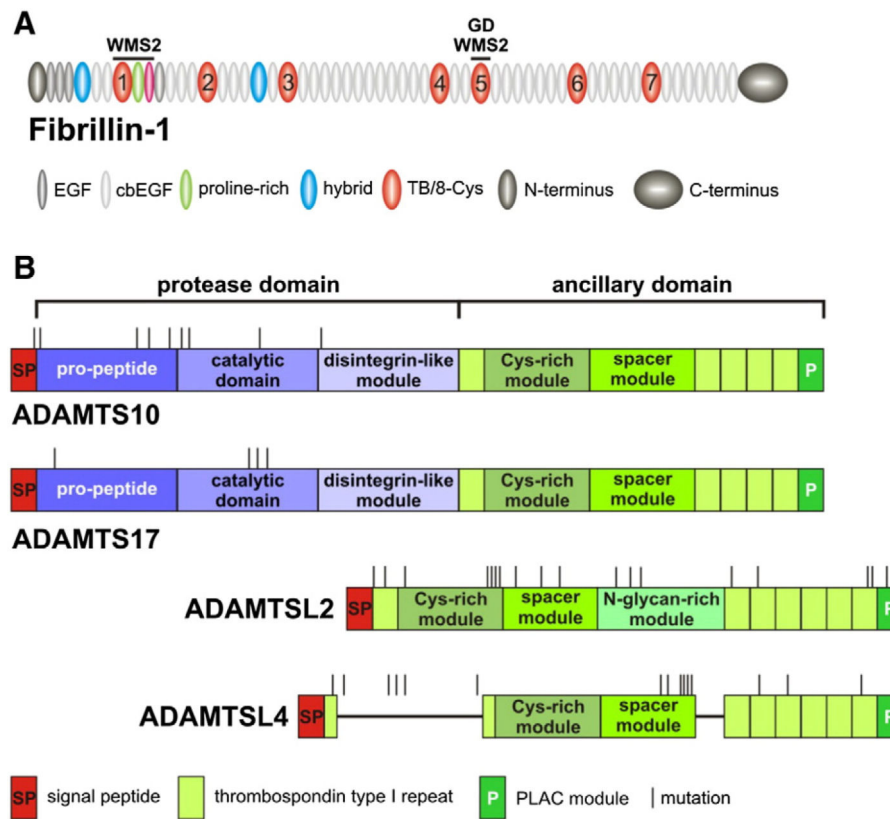 A
WMS2
GD
WMS2
1
2
3
4
5
6
7
Fibrillin-1
EGF
cbEGF
proline-rich
hybrid
TB/8-Cys
N-terminus
C-terminus
B
protease domain
ancillary domain
SP
pro-peptide
catalytic
domain
disintegrin-like
module
Cys-rich
module
spacer
module
P
ADAMTS10
SP
pro-peptide
catalytic
domain
disintegrin-like
module
Cys-rich
module
spacer
module
P
ADAMTS17
ADAMTSL2
SP
Cys-rich
module
spacer
module
N-glycan-rich
module
P
ADAMTSL4
SP
Cys-rich
module
spacer
module
P
SP
signal peptide
thrombospondin type I repeat
P
PLAC module
mutation